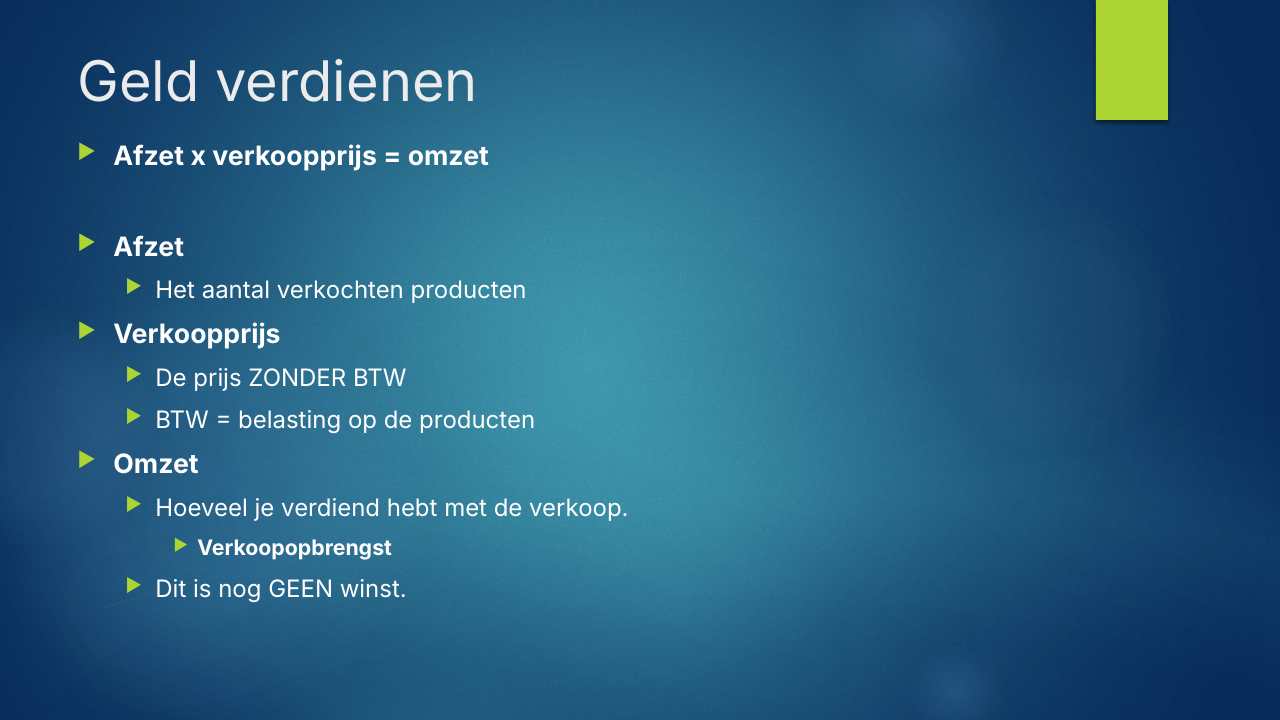 Geld verdienen
Afzet x verkoopprijs = omzet
Afzet
Het aantal verkochten producten
Verkoopprijs
De prijs ZONDER BTW
BTW = belasting op de producten
Omzet
Hoeveel je verdiend hebt met de verkoop.
Verkoopopbrengst
Dit is nog GEEN winst.